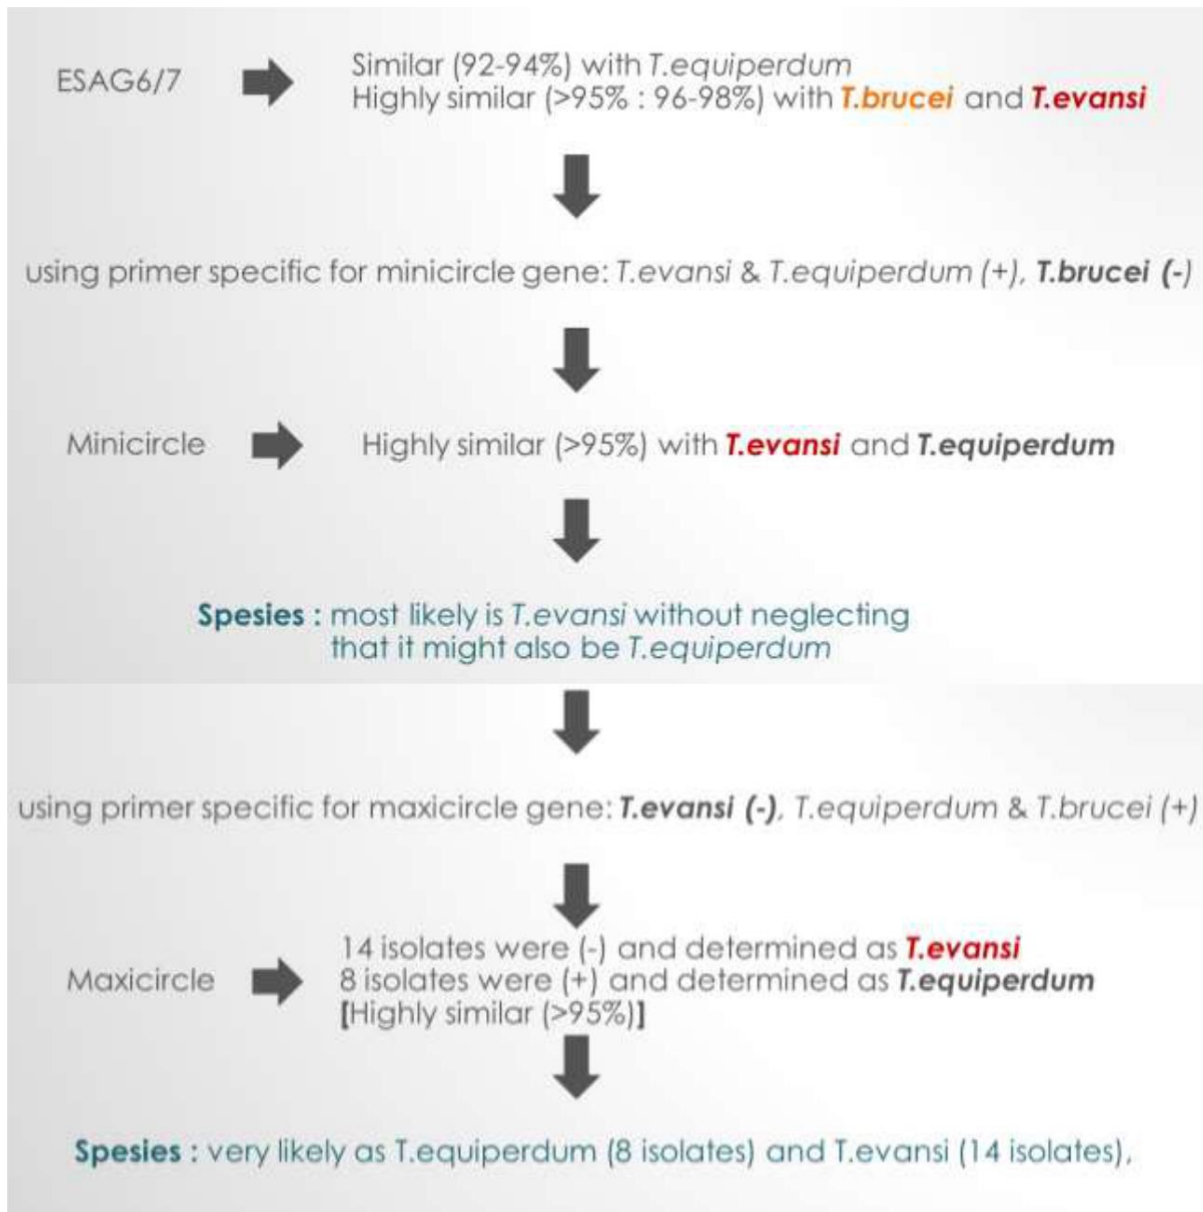 ESAG6/7
Similar (92-94%) with T.equiperdum
Highly similar (>95% : 96-98%) with T.brucei and T.evansi
using primer specific for minicircle gene: T.evansi & T.equiperdum (+), T.brucei (-)
Minicircle
Highly similar (>95%) with T.evansi and T.equiperdum
Spesies : most likely is T.evansi without neglecting
that it might also be T.equiperdum
using primer specific for maxicircle gene: T.evansi (-), T.equiperdum & T.brucei (+)
Maxicircle
14 isolates were (-) and determined as T.evansi
8 isolates were (+) and determined as T.equiperdum
[Highly similar (>95%)]
Spesies : very likely as T.equiperdum (8 isolates) and T.evansi (14 isolates),